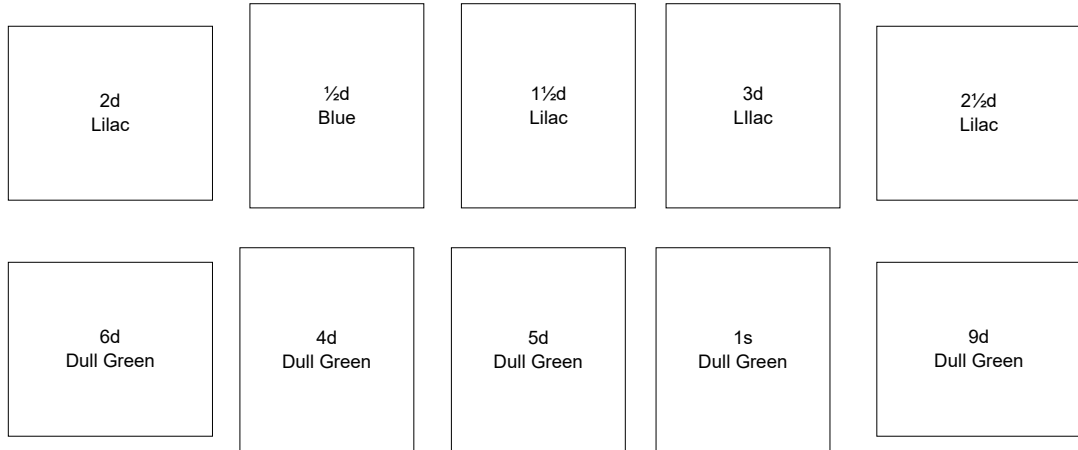 2d
Lilac
½d
Blue
1½d
Lilac
3d
LIlac
2½d
Lilac
6d
Dull Green
4d
Dull Green
5d
Dull Green
1s
Dull Green
9d
Dull Green